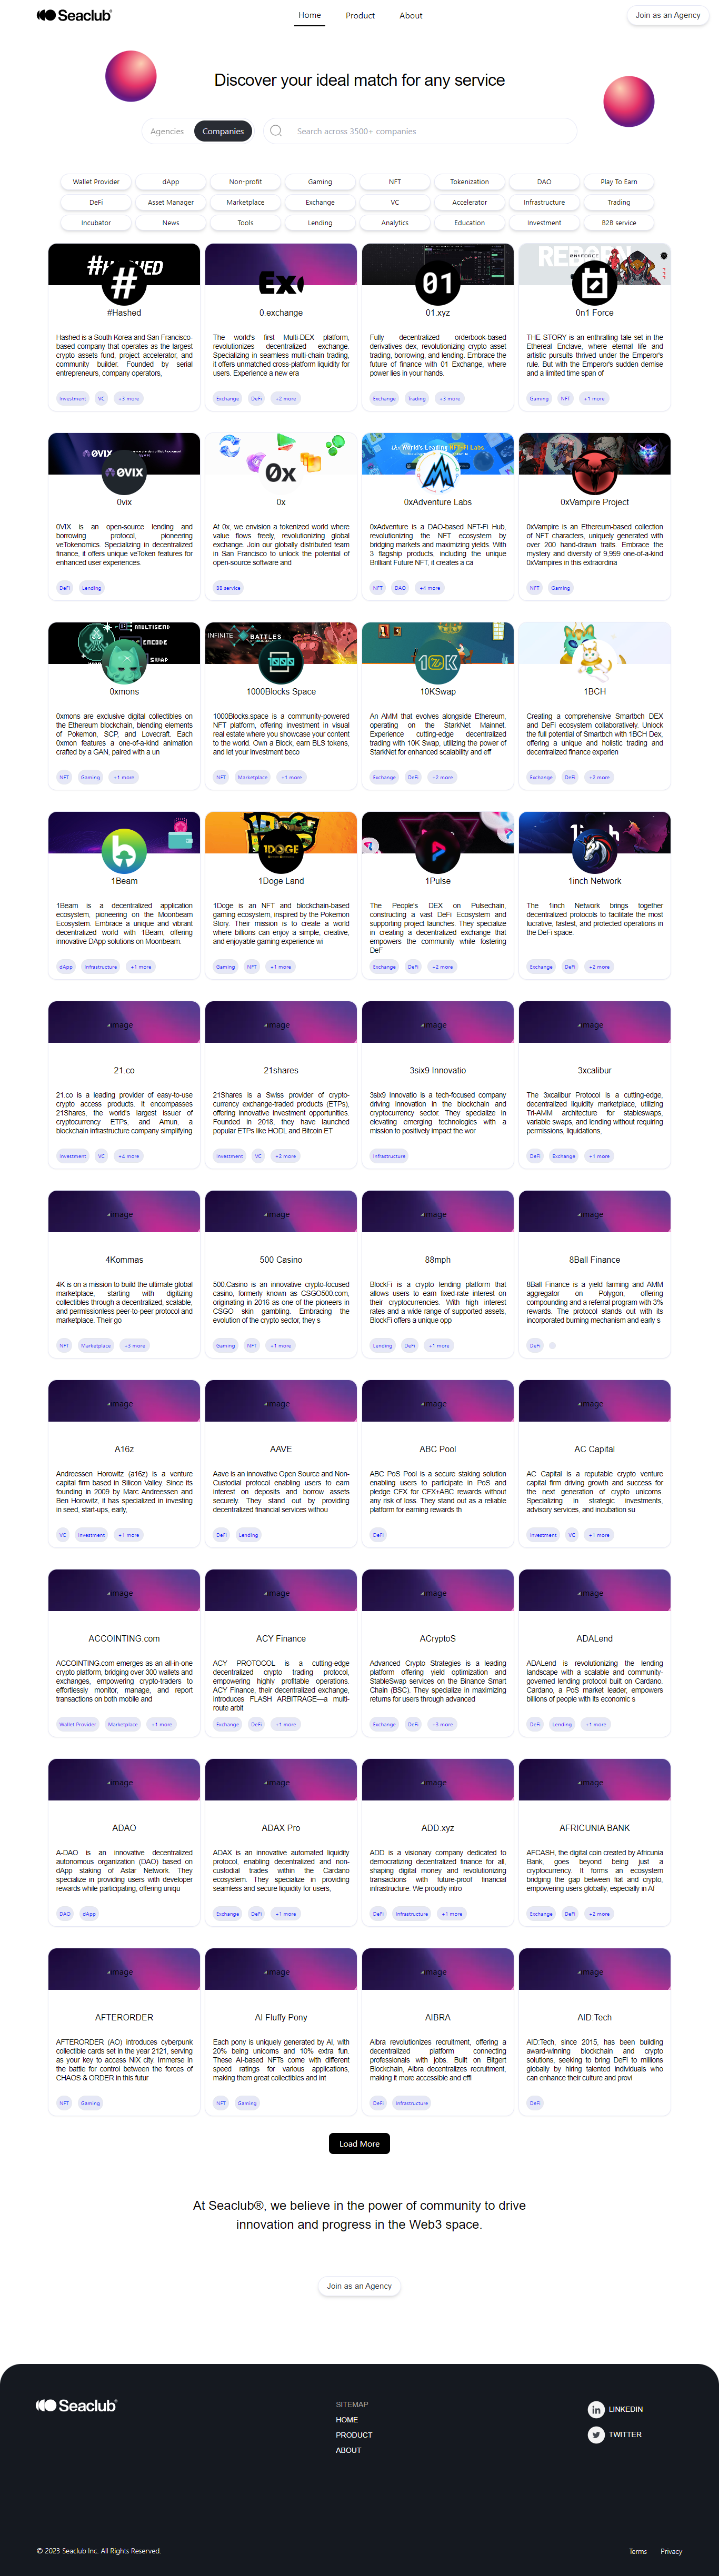 Seaclub
Home
Product
About
Join as an Agency
Discover your ideal match for any service
Agencies
Companies
Search across 3500+ companies
Wallet Provider
dApp
Non-profit
Gaming
NFT
Tokenization
DAO
Play To Earn
DeFi
Asset Manager
Marketplace
Exchange
VC
Accelerator
Infrastructure
Trading
Incubator
News
Tools
Lending
Analytics
Education
Investment
B2B service
#Hashed
Hashed is a South Korea and San Francisco-
based company that operates as the largest
crypto assets fund, project accelerator, and
community builder. Founded by serial
entrepreneurs, company operators,
Investment
VC
+3 more
0.exchange
The world's first Multi-DEX platform,
revolutionizes decentralized exchange.
Specializing in seamless multi-chain trading,
it offers unmatched cross-platform liquidity for
users. Experience a new era
Exchange
DeFi
+2 more
01
01.xyz
Fully decentralized orderbook-based
derivatives dex, revolutionizing crypto asset
trading, borrowing, and lending. Embrace the
future of finance with 01 Exchange, where
power lies in your hands.
Exchange
Trading
+3 more
0N1FORCE
0n1 Force
THE STORY is an enthralling tale set in the
Ethereal Enclave, where eternal life and
artistic pursuits thrived under the Emperor's
rule. But with the Emperor's sudden demise
and a limited time span of
Gaming
NFT
+1 more
0VIX
0vix
0VIX is an open-source lending and
borrowing protocol, pioneering
veTokenomics. Specializing in decentralized
finance, it offers unique veToken features for
enhanced user experiences.
DeFi
Lending
0x
0x
At 0x, we envision a tokenized world where
value flows freely, revolutionizing global
exchange. Join our globally distributed team
in San Francisco to unlock the potential of
open-source software and
B8 service
0xAdventure Labs
0xAdventure is a DAO-based NFT-Fi Hub,
revolutionizing the NFT ecosystem by
bridging markets and maximizing yields. With
3 flagship products, including the unique
Brilliant Future NFT, it creates a ca
NFT
DAO
+4 more
0xVampire Project
0xVampire is an Ethereum-based collection
of NFT characters, uniquely generated with
over 200 hand-drawn traits. Embrace the
mystery and diversity of 9,999 one-of-a-kind
0xVampires in this extraordina
NFT
Gaming
MULTISEND
ENCODE
SWAP
0xmons
0xmons are exclusive digital collectibles on
the Ethereum blockchain, blending elements
of Pokemon, SCP, and Lovecraft. Each
0xmon features a one-of-a-kind animation
crafted by a GAN, paired with a un
NFT
Gaming
+1 more
INFINITE BATTLES
1000
1000Blocks Space
1000Blocks.space is a community-powered
NFT platform, offering investment in visual
real estate where you showcase your content
to the world. Own a Block, earn BLS tokens,
and let your investment beco
NFT
Marketplace
+1 more
10K
10KSwap
An AMM that evolves alongside Ethereum,
operating on the StarkNet Mainnet.
Experience cutting-edge decentralized
trading with 10K Swap, utilizing the power of
StarkNet for enhanced scalability and eff
Exchange
DeFi
+2 more
1BCH
Creating a comprehensive Smartbch DEX
and DeFi ecosystem collaboratively. Unlock
the full potential of Smartbch with 1BCH Dex,
offering a unique and holistic trading and
decentralized finance experien
Exchange
DeFi
+2 more
1Beam
1Beam is a decentralized application
ecosystem, pioneering on the Moonbeam
Ecosystem. Embrace a unique and vibrant
decentralized world with 1Beam, offering
innovative DApp solutions on Moonbeam.
dApp
Infrastructure
+1 more
1DOGE
1Doge Land
1Doge is an NFT and blockchain-based
gaming ecosystem, inspired by the Pokemon
Story. Their mission is to create a world
where billions can enjoy a simple, creative,
and enjoyable gaming experience wi
Gaming
NFT
+1 more
1Pulse
The People's DEX on Pulsechain,
constructing a vast DeFi Ecosystem and
supporting project launches. They specialize
in creating a decentralized exchange that
empowers the community while fostering
DeF
Exchange
DeFi
+2 more
1inch Network
The 1inch Network brings together
decentralized protocols to facilitate the most
lucrative, fastest, and protected operations in
the DeFi space.
Exchange
DeFi
+2 more
image
21.co
21.co is a leading provider of easy-to-use
crypto access products. It encompasses
21Shares, the world's largest issuer of
cryptocurrency ETPs, and Amun, a
blockchain infrastructure company simplifying
Investment
VC
+4 more
image
21shares
21Shares is a Swiss provider of crypto-
currency exchange-traded products (ETPs),
offering innovative investment opportunities.
Founded in 2018, they have launched
popular ETPs like HODL and Bitcoin ET
Investment
VC
+2 more
image
3six9 Innovatio
3six9 Innovatio is a tech-focused company
driving innovation in the blockchain and
cryptocurrency sector. They specialize in
elevating emerging technologies with a
mission to positively impact the wor
Infrastructure
image
3xcalibur
The 3xcalibur Protocol is a cutting-edge,
decentralized liquidity marketplace, utilizing
Tri-AMM architecture for stableswaps,
variable swaps, and lending without requiring
permissions, liquidations,
DeFi
Exchange
+1 more
image
4Kommas
4K is on a mission to build the ultimate global
marketplace, starting with digitizing
collectibles through a decentralized, scalable,
and permissionless peer-to-peer protocol and
marketplace. Their go
NFT
Marketplace
+3 more
image
500 Casino
500.Casino is an innovative crypto-focused
casino, formerly known as CSGO500.com,
originating in 2016 as one of the pioneers in
CSGO skin gambling. Embracing the
evolution of the crypto sector, they s
Gaming
NFT
+1 more
image
88mph
BlockFi is a crypto lending platform that
allows users to earn fixed-rate interest on
their cryptocurrencies. With high interest
rates and a wide range of supported assets,
BlockFi offers a unique opp
Lending
DeFi
+1 more
image
8Ball Finance
8Ball Finance is a yield farming and AMM
aggregator on Polygon, offering
compounding and a referral program with 3%
rewards. The protocol stands out with its
incorporated burning mechanism and early s
DeFi
image
A16z
Andreessen Horowitz (a16z) is a venture
capital firm based in Silicon Valley. Since its
founding in 2009 by Marc Andreessen and
Ben Horowitz, it has specialized in investing
in seed, start-ups, early,
VC
Investment
+1 more
image
AAVE
Aave is an innovative Open Source and Non-
Custodial protocol enabling users to earn
interest on deposits and borrow assets
securely. They stand out by providing
decentralized financial services withou
DeFi
Lending
image
ABC Pool
ABC PoS Pool is a secure staking solution
enabling users to participate in PoS and
pledge CFX for CFX+ABC rewards without
any risk of loss. They stand out as a reliable
platform for earning rewards th
DeFi
image
AC Capital
AC Capital is a reputable crypto venture
capital firm driving growth and success for
the next generation of crypto unicorns.
Specializing in strategic investments,
advisory services, and incubation su
Investment
VC
+1 more
image
ACCOINTING.com
ACCOINTING.com emerges as an all-in-one
crypto platform, bridging over 300 wallets and
exchanges, empowering crypto-traders to
effortlessly monitor, manage, and report
transactions on both mobile and
Wallet Provider
Marketplace
+1 more
image
ACY Finance
ACY PROTOCOL is a cutting-edge
decentralized crypto trading protocol,
empowering highly profitable operations.
ACY Finance, their decentralized exchange,
introduces FLASH ARBITRAGE—a multi-
route arbit
Exchange
DeFi
+1 more
image
ACryptoS
Advanced Crypto Strategies is a leading
platform offering yield optimization and
StableSwap services on the Binance Smart
Chain (BSC). They specialize in maximizing
returns for users through advanced
Exchange
DeFi
+3 more
image
ADALend
ADALend is revolutionizing the lending
landscape with a scalable and community-
governed lending protocol built on Cardano.
Cardano, a PoS market leader, empowers
billions of people with its economic s
DeFi
Lending
+1 more
image
ADAO
A-DAO is an innovative decentralized
autonomous organization (DAO) based on
dApp staking of Astar Network. They
specialize in providing users with developer
rewards while participating, offering uniqu
DAO
dApp
image
ADAX Pro
ADAX is an innovative automated liquidity
protocol, enabling decentralized and non-
custodial trades within the Cardano
ecosystem. They specialize in providing
seamless and secure liquidity for users,
Exchange
DeFi
+1 more
image
ADD.xyz
ADD is a visionary company dedicated to
democratizing decentralized finance for all,
shaping digital money and revolutionizing
transactions with future-proof financial
infrastructure. We proudly intro
DeFi
Infrastructure
+1 more
image
AFRICUNIA BANK
AFCASH, the digital coin created by Africunia
Bank, goes beyond being just a
cryptocurrency. It forms an ecosystem
bridging the gap between fiat and crypto,
empowering users globally, especially in Af
Exchange
DeFi
+2 more
image
AFTERORDER
AFTERORDER (AO) introduces cyberpunk
collectible cards set in the year 2121, serving
as your key to access NIX city. Immerse in
the battle for control between the forces of
CHAOS & ORDER in this futur
NFT
Gaming
image
AI Fluffy Pony
Each pony is uniquely generated by AI, with
20% being unicorns and 10% extra fun.
These AI-based NFTs come with different
speed ratings for various applications,
making them great collectibles and int
NFT
Gaming
image
AIBRA
Aibra revolutionizes recruitment, offering a
decentralized platform connecting
professionals with jobs. Built on Bitgert
Blockchain, Aibra decentralizes recruitment,
making it more accessible and effi
DeFi
Infrastructure
image
AID:Tech
AID:Tech, since 2015, has been building
award-winning blockchain and crypto
solutions, seeking to bring DeFi to millions
globally by hiring talented individuals who
can enhance their culture and provi
DeFi
Load More
At Seaclub®, we believe in the power of community to drive
innovation and progress in the Web3 space.
Join as an Agency
Seaclub
SITEMAP
HOME
PRODUCT
ABOUT
LINKEDIN
TWITTER
© 2023 Seaclub Inc. All Rights Reserved.
Terms
Privacy